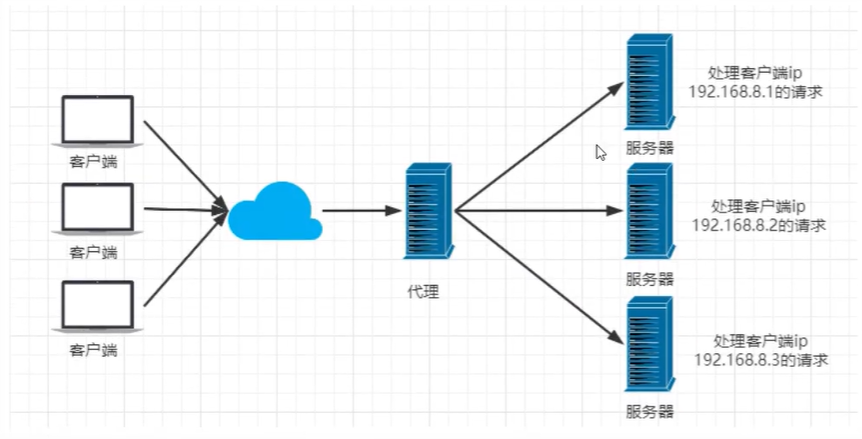 客户端
客户端
客户端
代理
服务器
处理客户端ip
192.168.8.1的请求
服务器
处理客户端ip
192.168.8.2的请求
服务器
处理客户端ip
192.168.8.3的请求